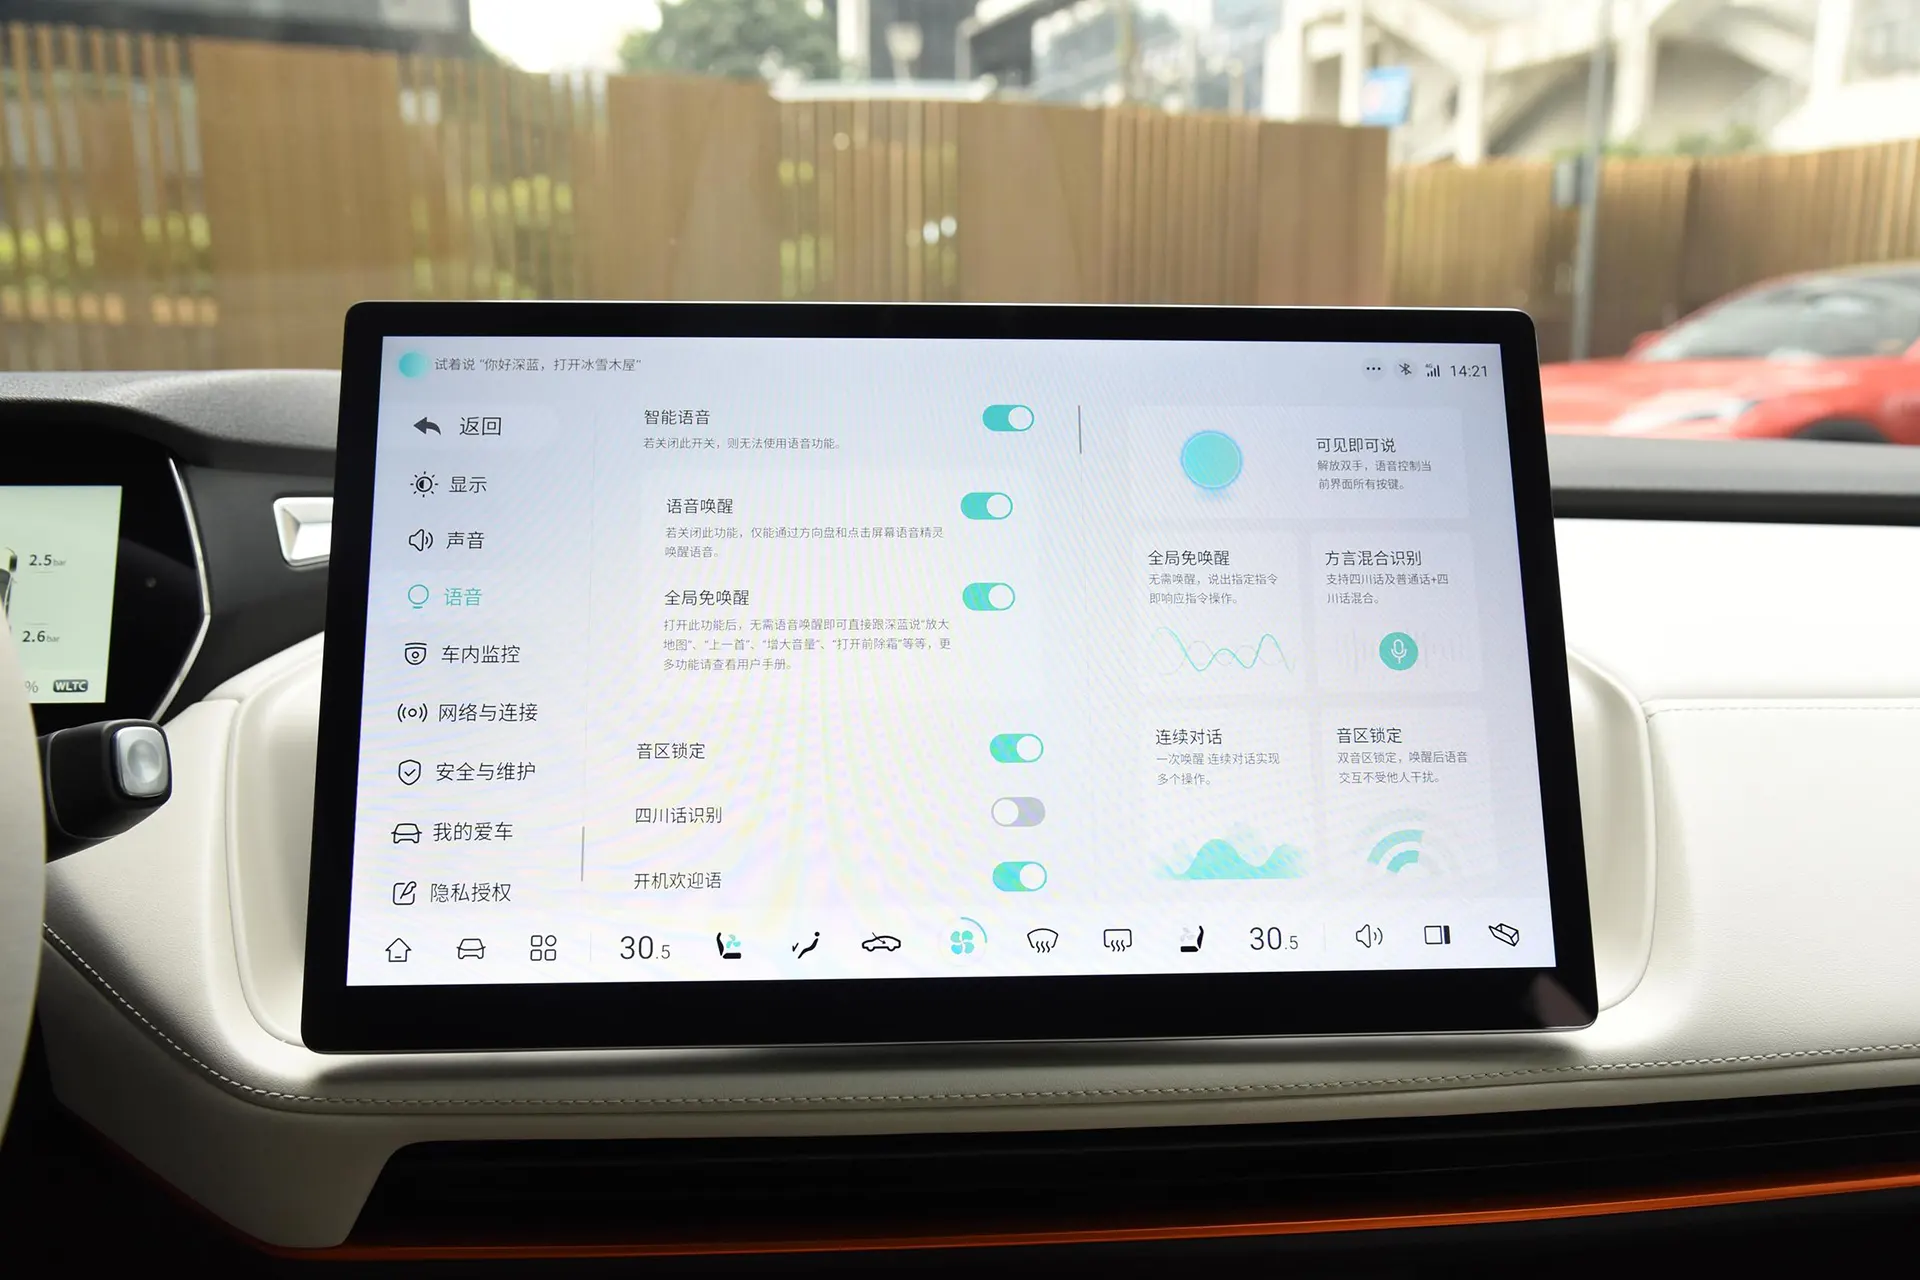 试着说 "你好深蓝，打开冰雪木屋"
14:21
返回
显示
声音
语音
车内监控
网络与连接
安全与维护
我的爱车
隐私授权
智能语音
若关闭此开关，则无法使用语音功能。
语音唤醒
若关闭此功能，仅能通过方向盘和点击屏幕语音精灵
唤醒语音。
全局免唤醒
打开此功能后，无需语音唤醒即可直接跟深蓝说"放大
地图"、"上一首"、"增大音量"、"打开前除霜"等等，更
多功能请查看用户手册。
音区锁定
四川话识别
开机欢迎语
可见即可说
解放双手，语音控制当
前界面所有按键。
全局免唤醒
无需唤醒，说出指定指令
即响应指令操作。
方言混合识别
支持四川话及普通话+四
川话混合。
连续对话
一次唤醒 连续对话实现
多个操作。
音区锁定
双音区锁定，唤醒后语音
交互不受他人干扰。
30.5
30.5
2.5bar
2.6bar
% WLTC